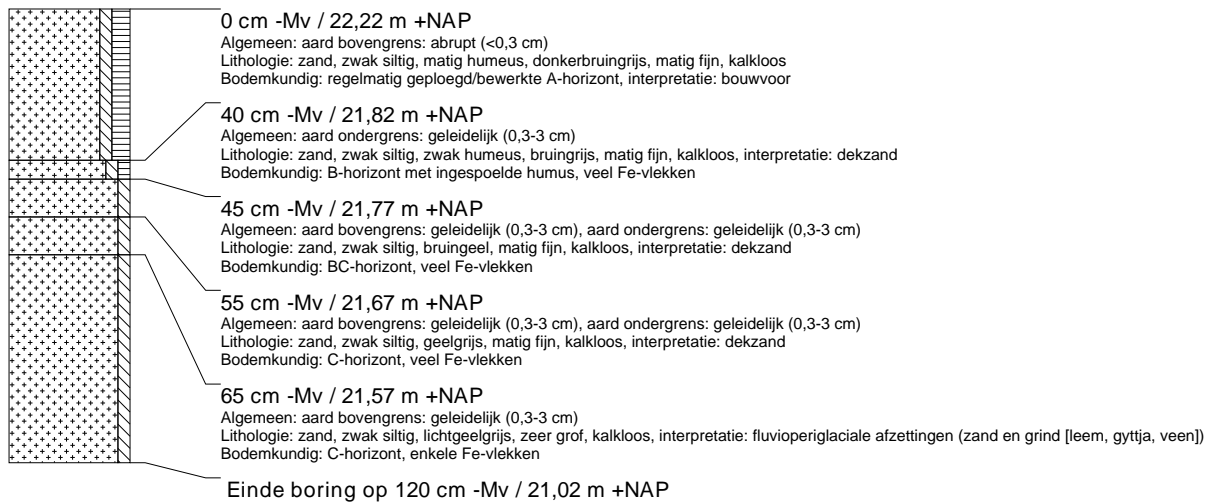 0 cm -Mv / 22,22 m +NAP
Algemeen: aard bovengrens: abrupt (<0,3 cm)
Lithologie: zand, zwak siltig, matig humeus, donkerbruingrijs, matig fijn, kalkloos
Bodemkundig: regelmatig geploegd/bewerkte A-horizont, interpretatie: bouwvoor
40 cm -Mv / 21,82 m +NAP
Algemeen: aard ondergrens: geleidelijk (0,3-3 cm)
Lithologie: zand, zwak siltig, zwak humeus, bruingrijs, matig fijn, kalkloos, interpretatie: dekzand
Bodemkundig: B-horizont met ingespoelde humus, veel Fe-vlekken
45 cm -Mv / 21,77 m +NAP
Algemeen: aard bovengrens: geleidelijk (0,3-3 cm), aard ondergrens: geleidelijk (0,3-3 cm)
Lithologie: zand, zwak siltig, bruingeel, matig fijn, kalkloos, interpretatie: dekzand
Bodemkundig: BC-horizont, veel Fe-vlekken
55 cm -Mv / 21,67 m +NAP
Algemeen: aard bovengrens: geleidelijk (0,3-3 cm), aard ondergrens: geleidelijk (0,3-3 cm)
Lithologie: zand, zwak siltig, geelgrijs, matig fijn, kalkloos, interpretatie: dekzand
Bodemkundig: C-horizont, veel Fe-vlekken
65 cm -Mv / 21,57 m +NAP
Algemeen: aard bovengrens: geleidelijk (0,3-3 cm)
Lithologie: zand, zwak siltig, lichtgeelgrijs, zeer grof, kalkloos, interpretatie: fluvioperiglaciale afzettingen (zand en grind [leem, gyttja, veen])
Bodemkundig: C-horizont, enkele Fe-vlekken
Einde boring op 120 cm -Mv / 21,02 m +NAP